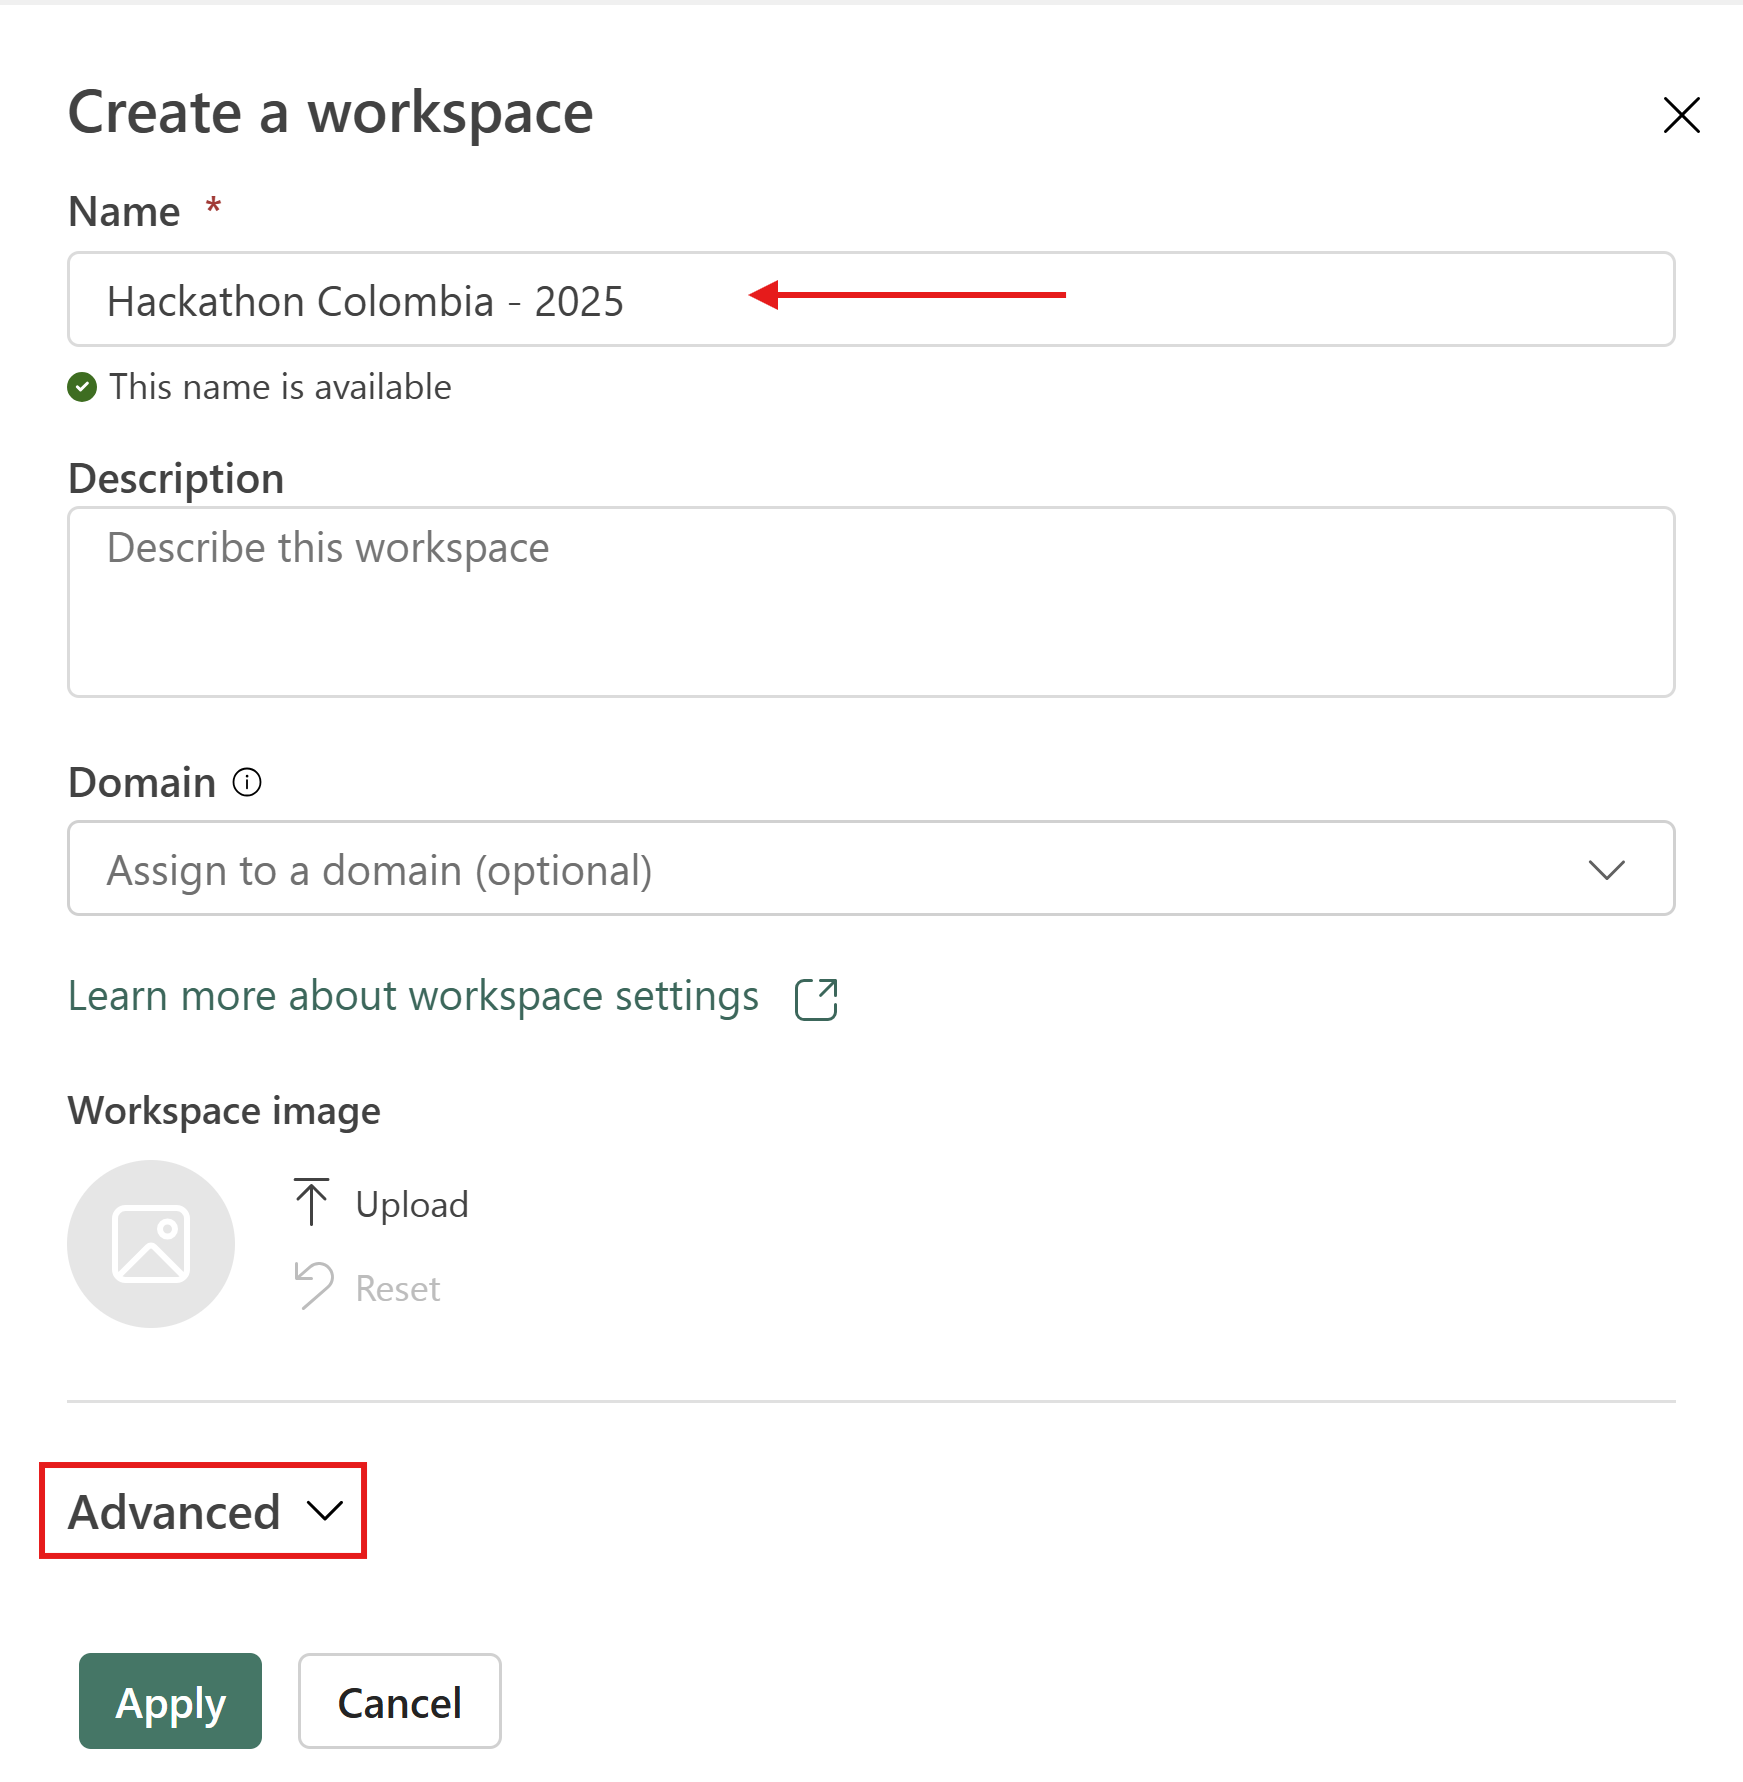 Create a workspace
Name *
Hackathon Colombia - 2025
This name is available
Description
Describe this workspace
Domain
Assign to a domain (optional)
Learn more about workspace settings
Workspace image
Upload
Reset
Advanced
Apply
Cancel